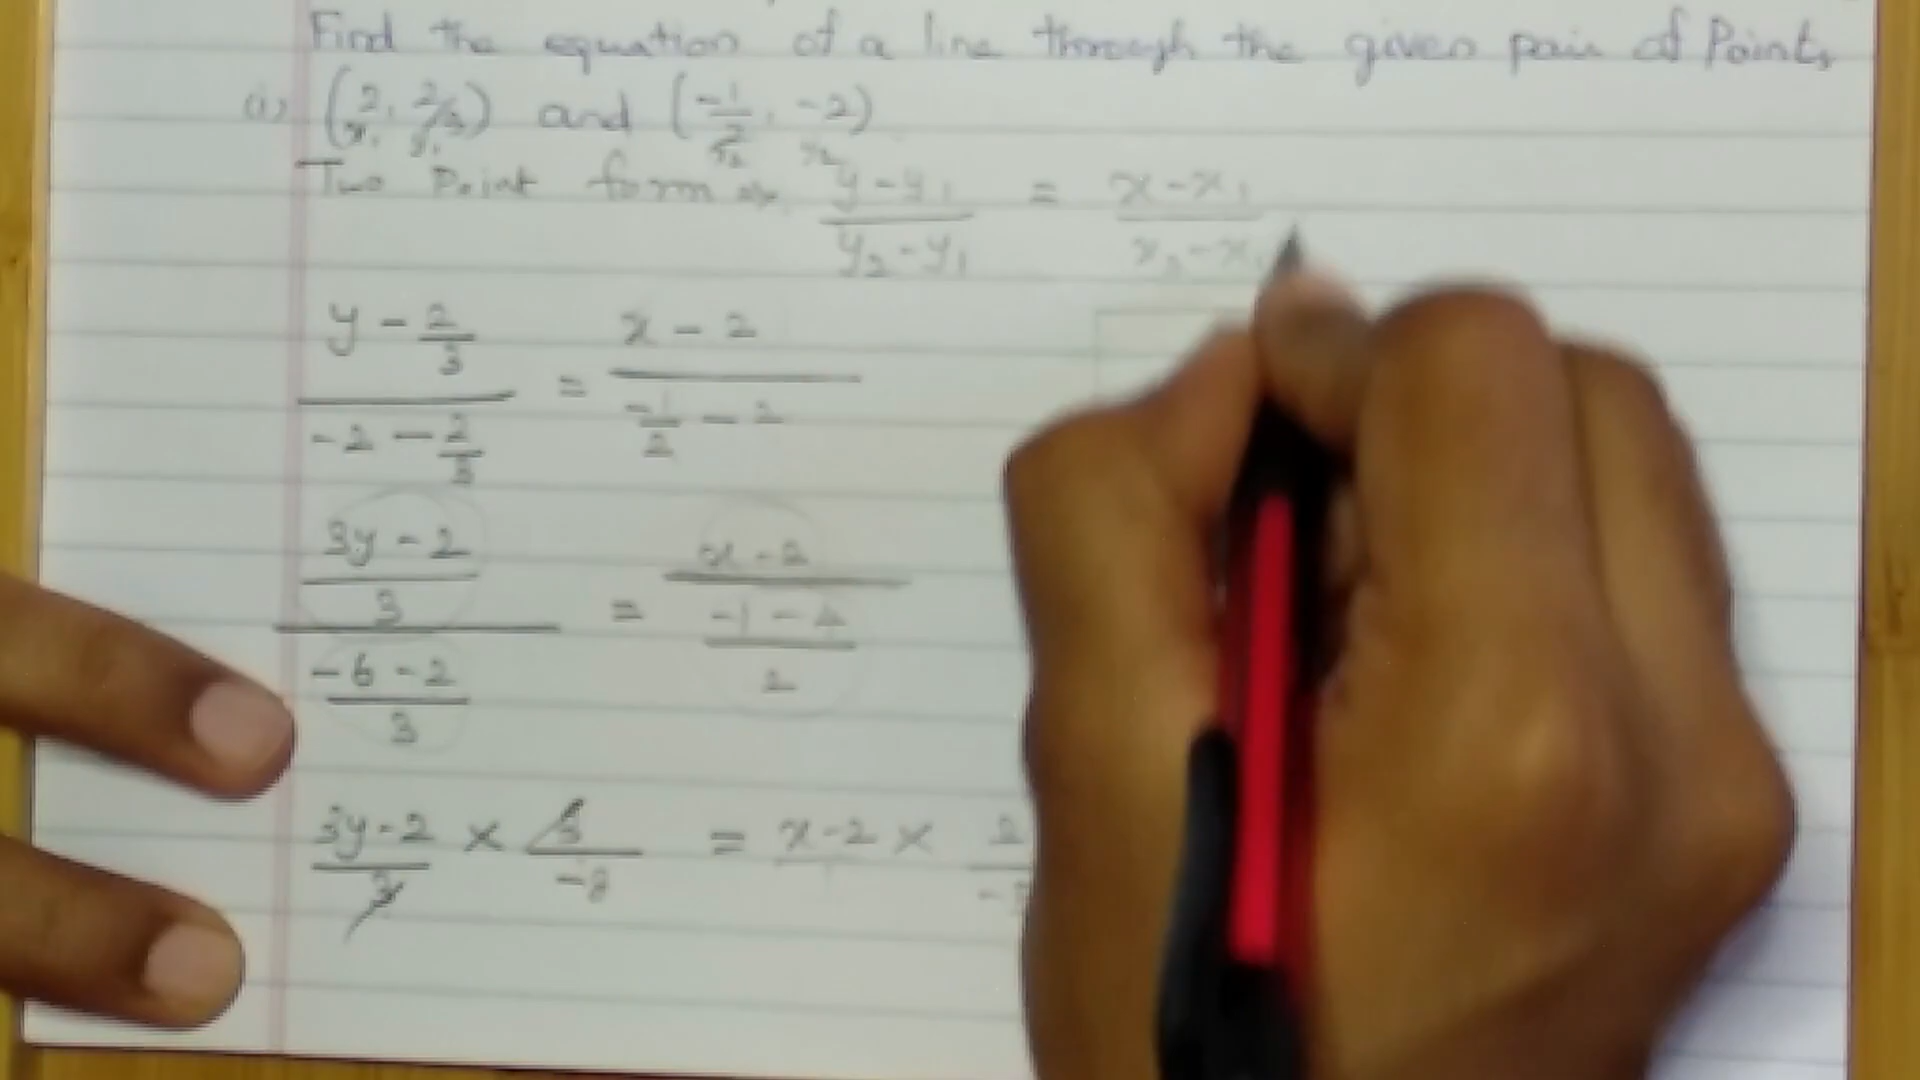 Find the equation of a line through the given pair of Points
(i) (2, 2/3) and (-1/2, -2)
x₁ y₁ x₂ y₂
Two Point form ⇒ (y-y₁)/(y₂-y₁) = (x-x₁)/(x₂-x₁)
(y - 2/3)/(-2 - 2/3) = (x - 2)/(-1/2 - 2)
((3y - 2)/3)/((-6 - 2)/3) = (x - 2)/((-1 - 4)/2)
(3y-2)/3 × 3/-8 = (x-2)/1 × 2/